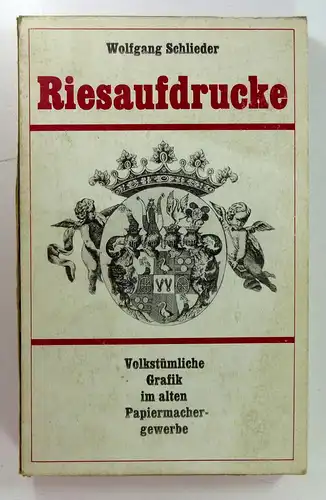 Wolfgang Schlieder
Riesaufdrucke
Volkstümliche
Grafik
im alten
Papiermacher-
gewerbe